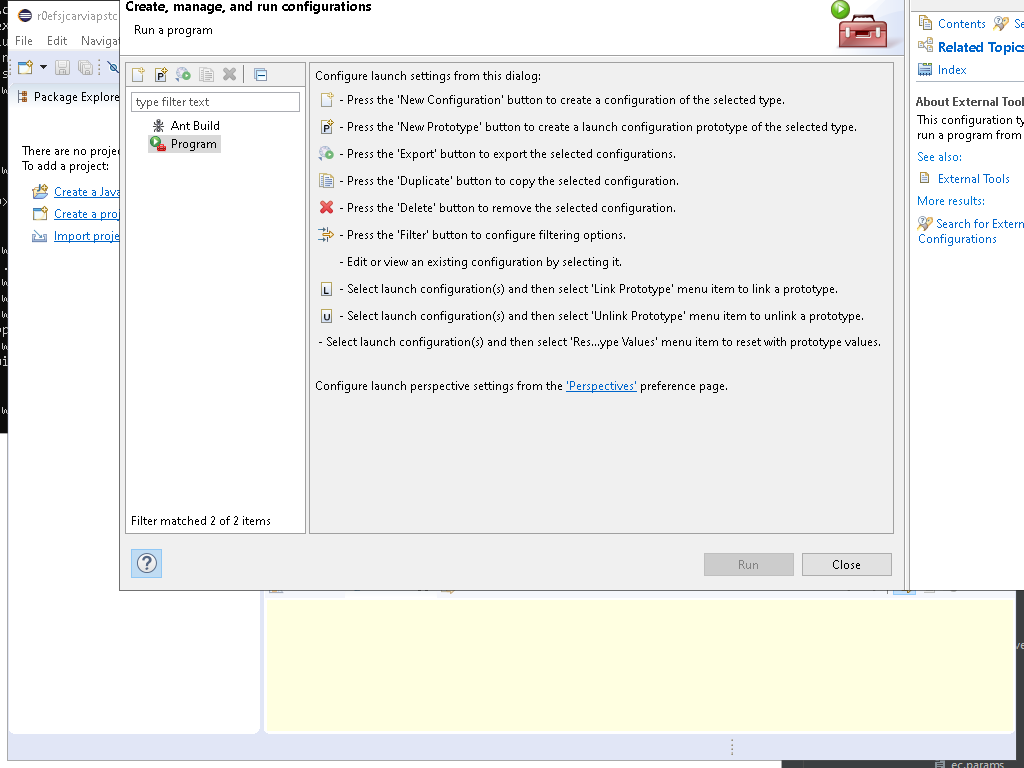 r0efsjcarviapstc
File Edit Naviga
Package Explore
There are no proje
To add a project:
Create a Java
Create a proj
Import proje
Create, manage, and run configurations
Run a program
type filter text
Ant Build
Program
Filter matched 2 of 2 items
Configure launch settings from this dialog:
- Press the 'New Configuration' button to create a configuration of the selected type.
- Press the 'New Prototype' button to create a launch configuration prototype of the selected type.
- Press the 'Export' button to export the selected configurations.
- Press the 'Duplicate' button to copy the selected configuration.
- Press the 'Delete' button to remove the selected configuration.
- Press the 'Filter' button to configure filtering options.
- Edit or view an existing configuration by selecting it.
L - Select launch configuration(s) and then select 'Link Prototype' menu item to link a prototype.
U - Select launch configuration(s) and then select 'Unlink Prototype' menu item to unlink a prototype.
- Select launch configuration(s) and then select 'Res...ype Values' menu item to reset with prototype values.
Configure launch perspective settings from the 'Perspectives' preference page.
Run Close
Contents Se
Related Topics
Index
About External Tool
This configuration ty
run a program from
See also:
External Tools
More results:
Search for Extern
Configurations
ec.params